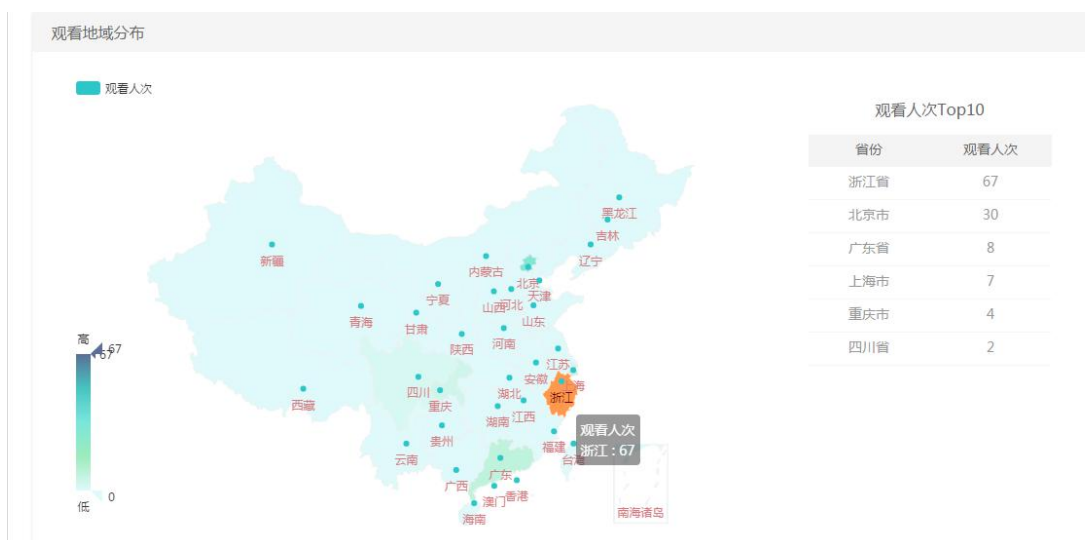 观看地域分布
观看人次
观看人次Top10
省份 观看人次
浙江省 67
北京市 30
广东省 8
上海市 7
重庆市 4
四川省 2
黑龙江
吉林
辽宁
新疆
内蒙古
北京
天津
宁夏
山西
河北
青海
甘肃
山东
陕西
河南
江苏
安徽
上海
四川
湖北
浙江
西藏
重庆
湖南
江西
贵州
福建
云南
台湾
广东
广西
香港
澳门
海南
南海诸岛
观看人次
浙江 : 67
高
67
0
低